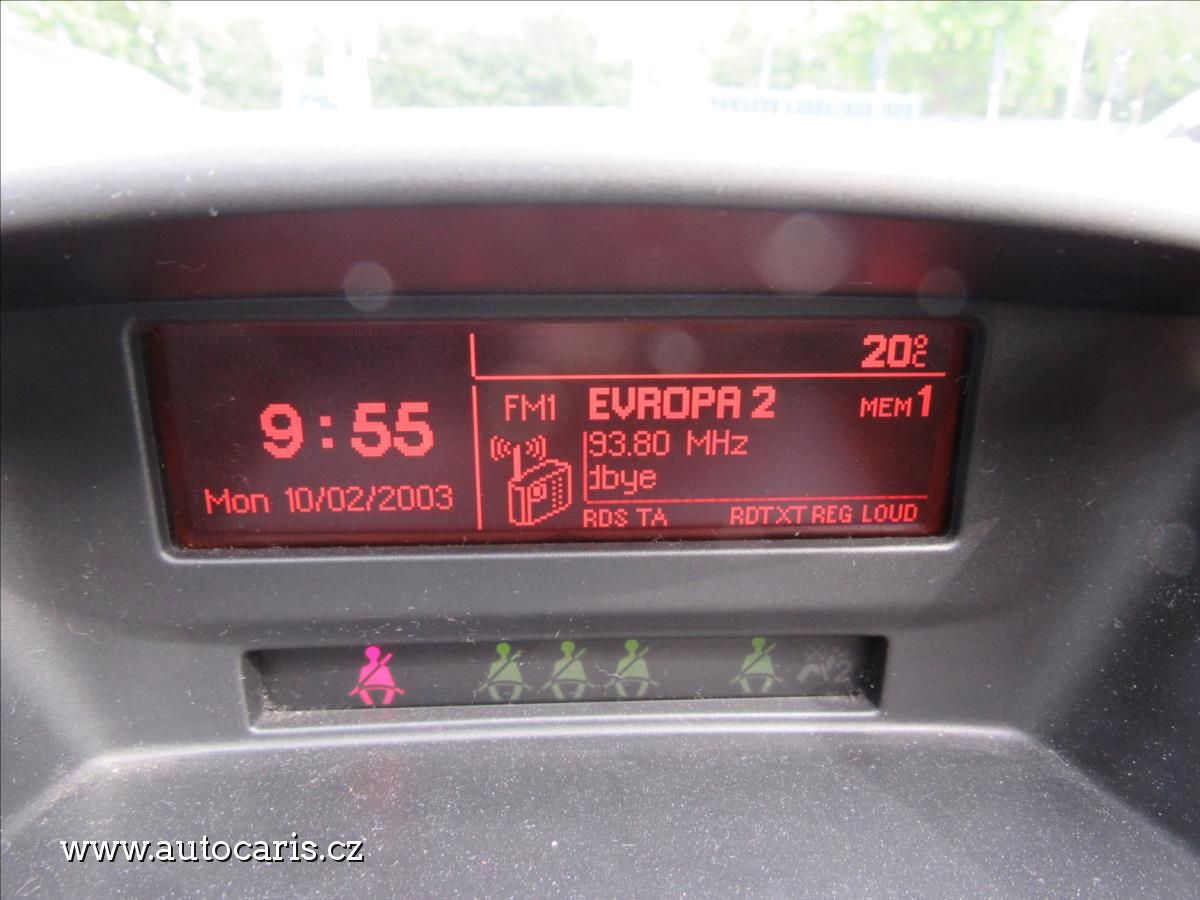 20°C
9:55
Mon 10/02/2003
FM1 EVROPA 2 MEM 1
93.80 MHz
dbye
RDS TA RDTXT REG LOUD
2
www.autocaris.cz